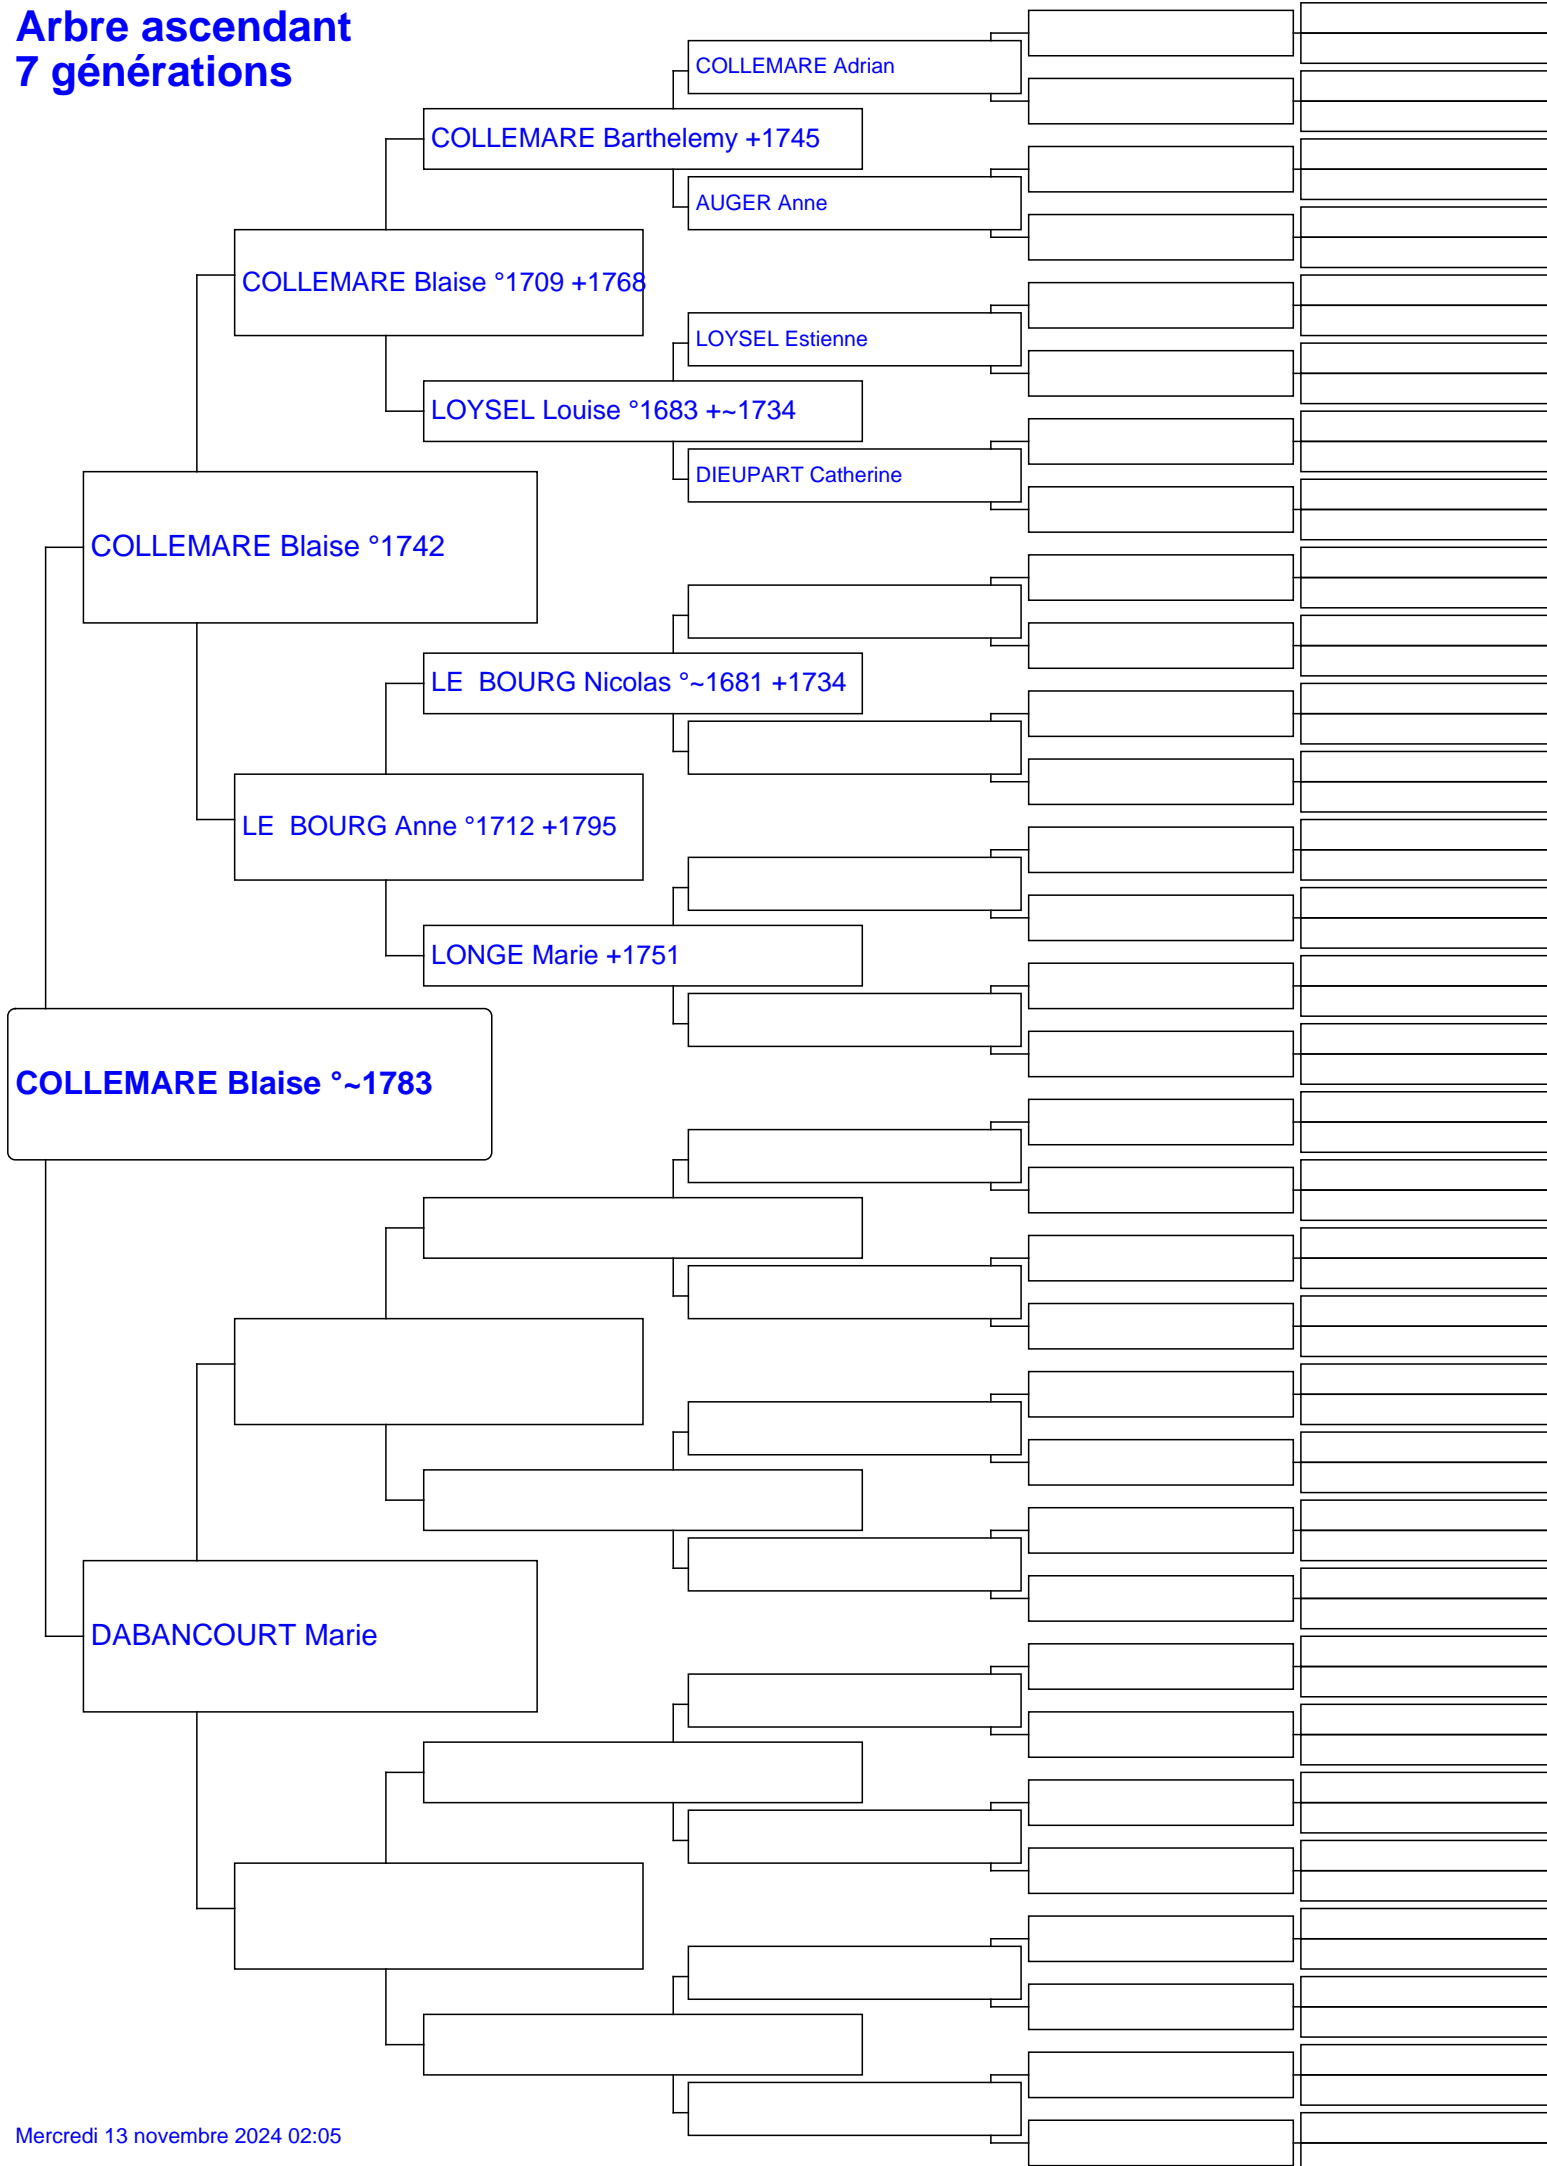 Arbre ascendant
7 générations
COLLEMARE Adrian
COLLEMARE Barthelemy +1745
AUGER Anne
COLLEMARE Blaise °1709 +1768
LOYSEL Estienne
LOYSEL Louise °1683 +~1734
DIEUPART Catherine
COLLEMARE Blaise °1742
LE  BOURG Nicolas °~1681 +1734
LE  BOURG Anne °1712 +1795
LONGE Marie +1751
COLLEMARE Blaise °~1783
DABANCOURT Marie
Mercredi 13 novembre 2024 02:05